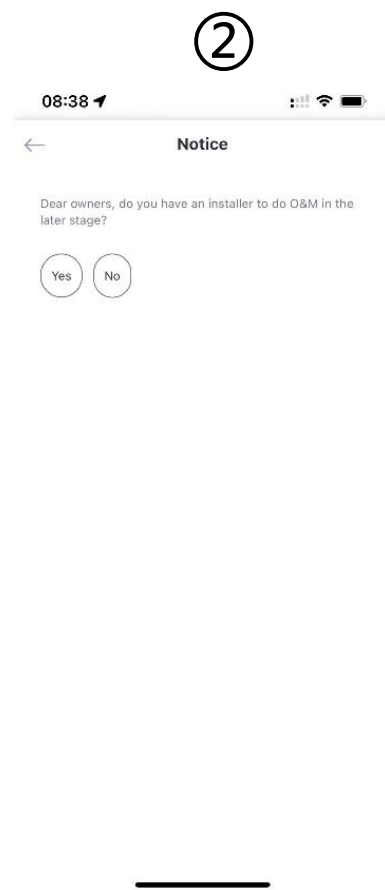 ②
08:38
Notice
Dear owners, do you have an installer to do O&M in the
later stage?
Yes No